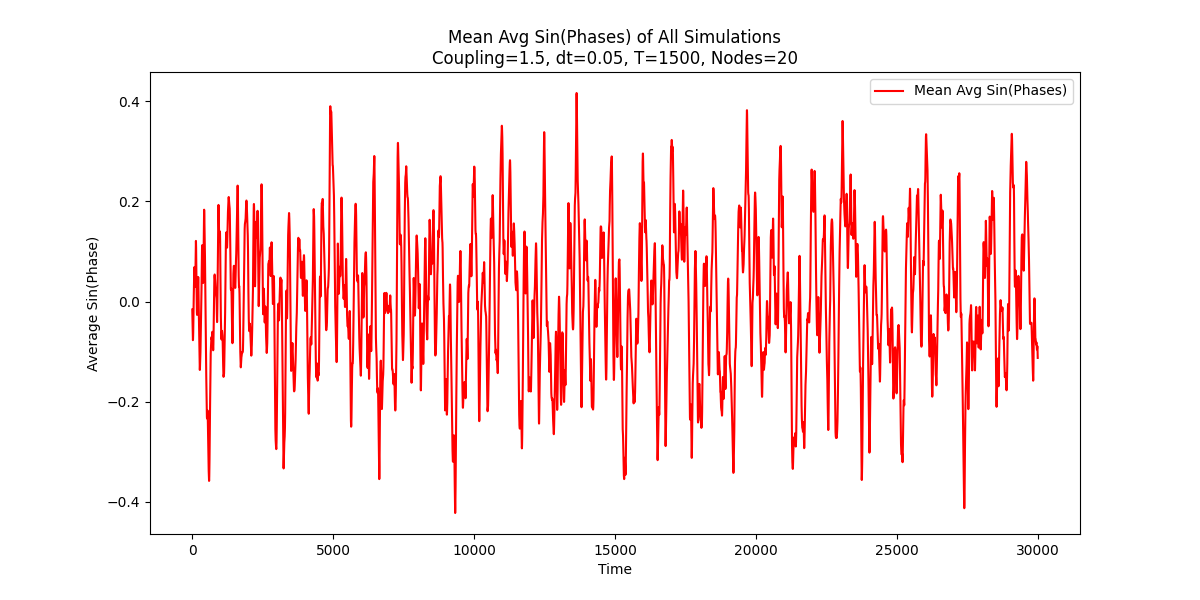 Mean Avg Sin(Phases) of All Simulations
Coupling=1.5, dt=0.05, T=1500, Nodes=20
Mean Avg Sin(Phases)
Average Sin(Phase)
0.4
0.2
0.0
−0.2
−0.4
0 5000 10000 15000 20000 25000 30000
Time